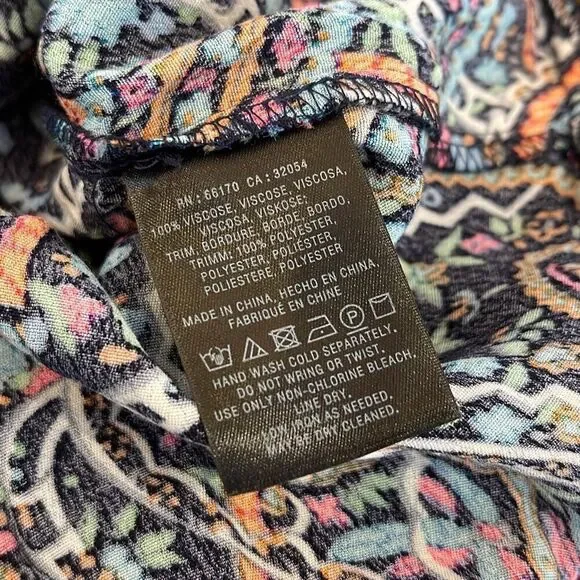 RN : 66170 CA : 32054
100% VISCOSE, VISCOSE, VISCOSA,
VISCOSA, VISKOSE;
TRIM, BORDURE, BORDE, BORDO,
TRIMM: 100% POLYESTER,
POLYESTER, POLIÉSTER,
POLIESTERE, POLYESTER
MADE IN CHINA, HECHO EN CHINA,
FABRIQUÉ EN CHINE
P
HAND WASH COLD SEPARATELY.
DO NOT WRING OR TWIST.
USE ONLY NON-CHLORINE BLEACH.
LINE DRY.
LOW IRON AS NEEDED.
MAY BE DRY CLEANED.